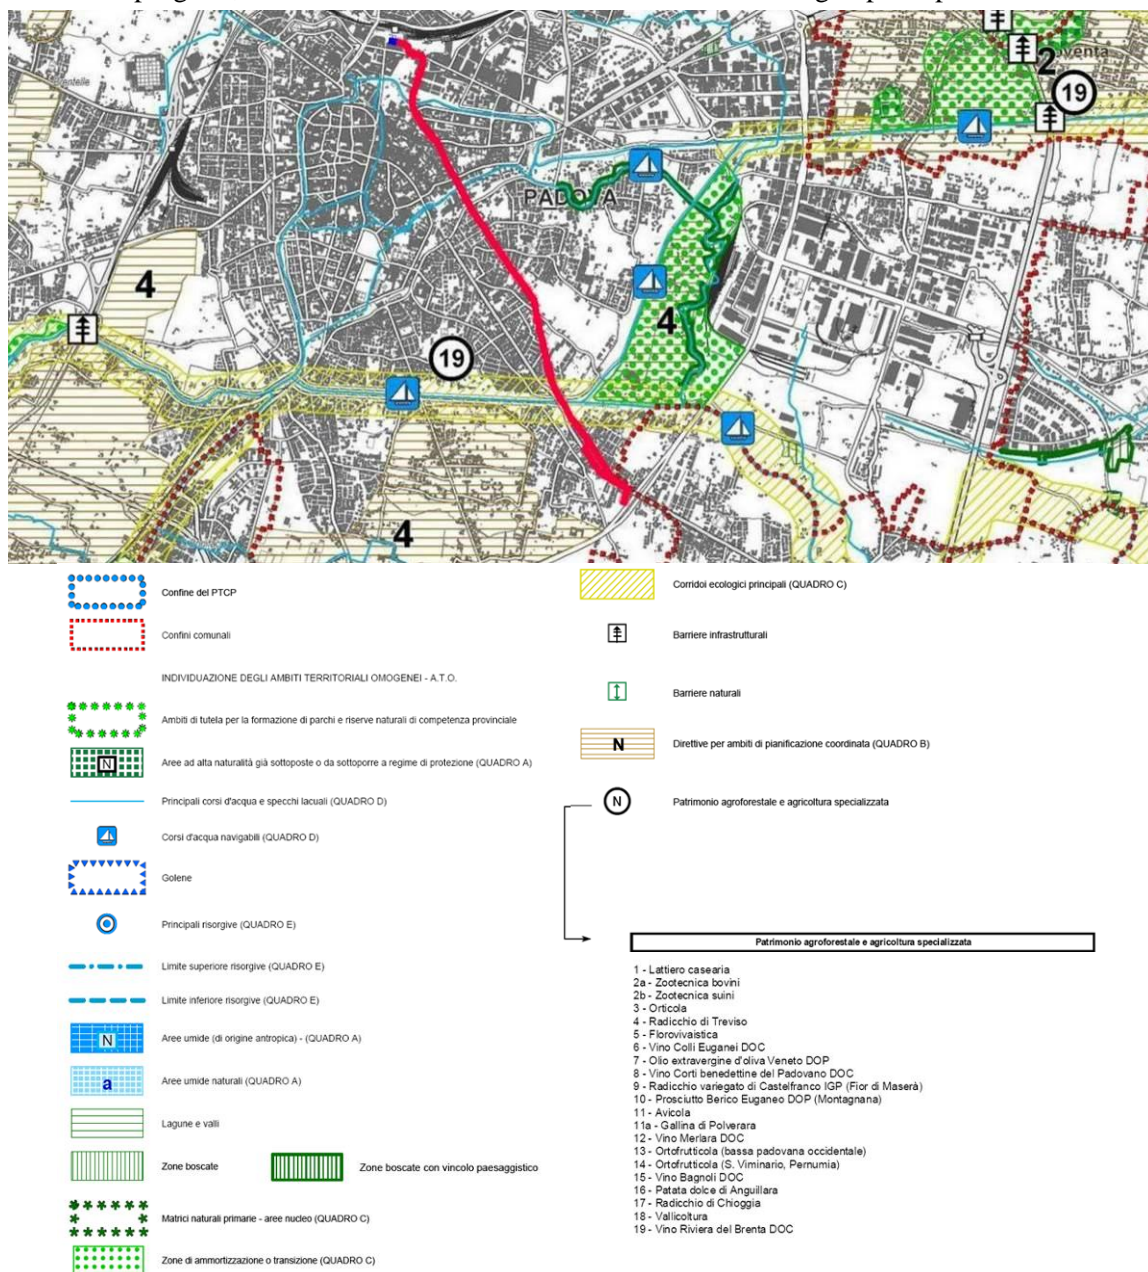 2
19
4
PADOVA
4
19
4
Confine del PTCP
Confini comunali
INDIVIDUAZIONE DEGLI AMBITI TERRITORIALI OMOGENEI - A.T.O.
Ambiti di tutela per la formazione di parchi e riserve naturali di competenza provinciale
N
Aree ad alta naturalità già sottoposte o da sottoporre a regime di protezione (QUADRO A)
Principali corsi d'acqua e specchi lacuali (QUADRO D)
Corsi d'acqua navigabili (QUADRO D)
Golene
Principali risorgive (QUADRO E)
Limite superiore risorgive (QUADRO E)
Limite inferiore risorgive (QUADRO E)
N
Aree umide (di origine antropica) - (QUADRO A)
a
Aree umide naturali (QUADRO A)
Lagune e valli
Zone boscate
Zone boscate con vincolo paesaggistico
Matrici naturali primarie - aree nucleo (QUADRO C)
Zone di ammortizzazione o transizione (QUADRO C)
Corridoi ecologici principali (QUADRO C)
Barriere infrastrutturali
Barriere naturali
N
Direttive per ambiti di pianificazione coordinata (QUADRO B)
N
Patrimonio agroforestale e agricoltura specializzata
Patrimonio agroforestale e agricoltura specializzata
1 - Lattiero casearia
2a - Zootecnica bovini
2b - Zootecnica suini
3 - Orticola
4 - Radicchio di Treviso
5 - Florovivaistica
6 - Vino Colli Euganei DOC
7 - Olio extravergine d'oliva Veneto DOP
8 - Vino Corti benedettine del Padovano DOC
9 - Radicchio variegato di Castelfranco IGP (Fior di Maserà)
10 - Prosciutto Berico Euganeo DOP (Montagnana)
11 - Avicola
11a - Gallina di Polverara
12 - Vino Merlara DOC
13 - Ortofrutticola (bassa padovana occidentale)
14 - Ortofrutticola (S. Viminario, Pernumia)
15 - Vino Bagnoli DOC
16 - Patata dolce di Anguillara
17 - Radicchio di Chioggia
18 - Vallicoltura
19 - Vino Riviera del Brenta DOC